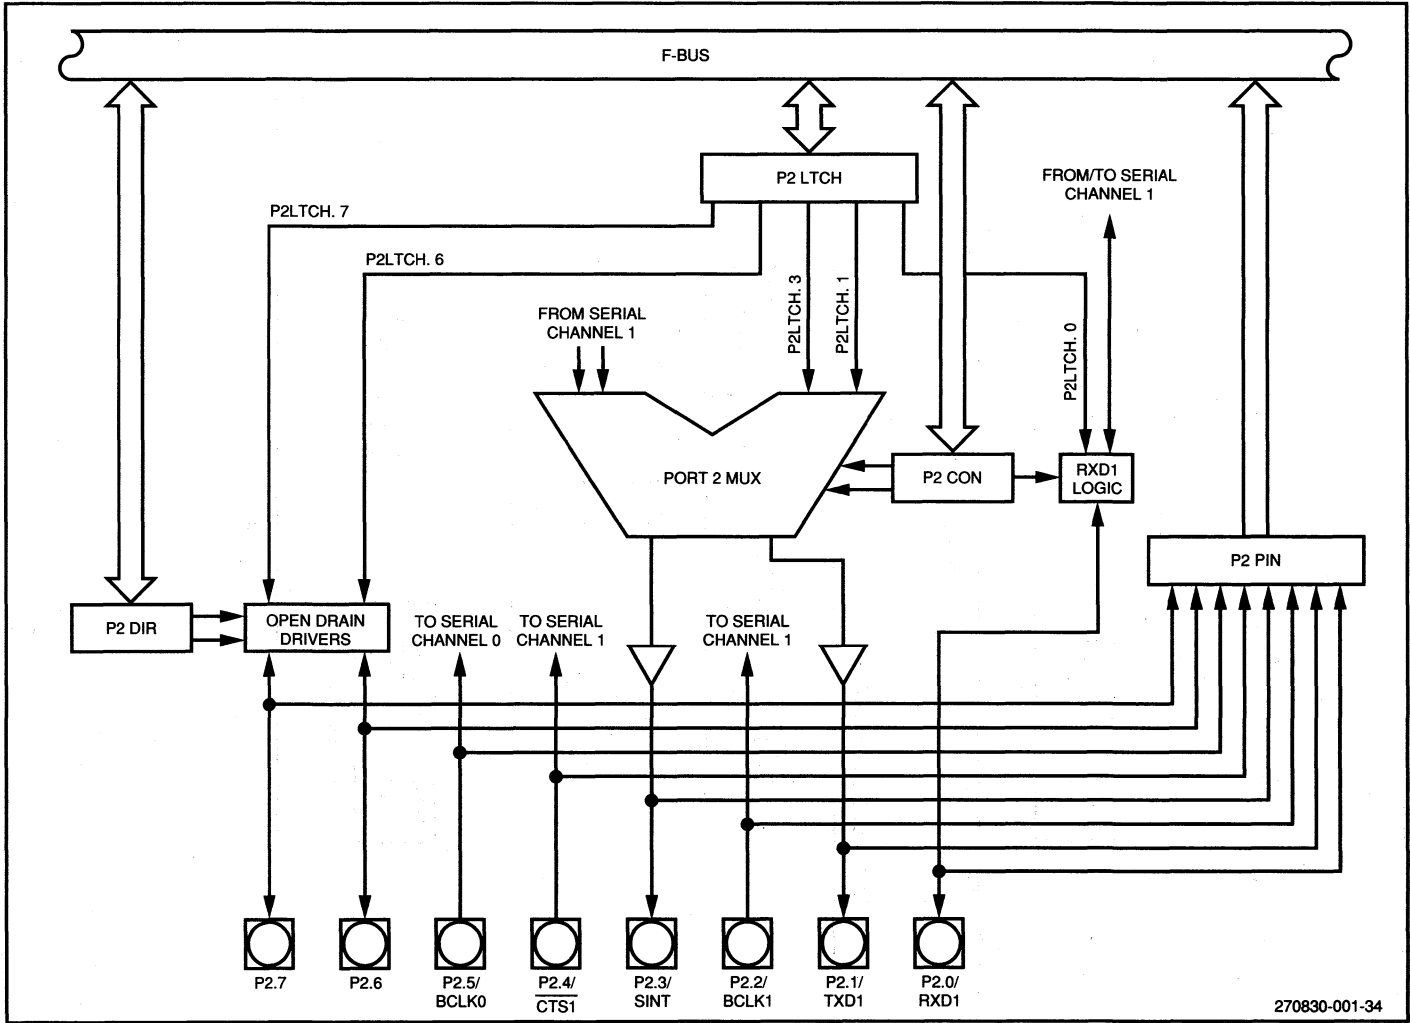 F-BUS
P2 LTCH
FROM/TO SERIAL
CHANNEL 1
P2LTCH. 7
P2LTCH. 6
P2LTCH. 3
P2LTCH. 1
P2LTCH. 0
FROM SERIAL
CHANNEL 1
PORT 2 MUX
P2 CON
RXD1
LOGIC
P2 PIN
P2 DIR
OPEN DRAIN
DRIVERS
TO SERIAL
CHANNEL 0
TO SERIAL
CHANNEL 1
TO SERIAL
CHANNEL 1
P2.7
P2.6
P2.5/
BCLK0
P2.4/
CTS1
P2.3/
SINT
P2.2/
BCLK1
P2.1/
TXD1
P2.0/
RXD1
270830-001-34